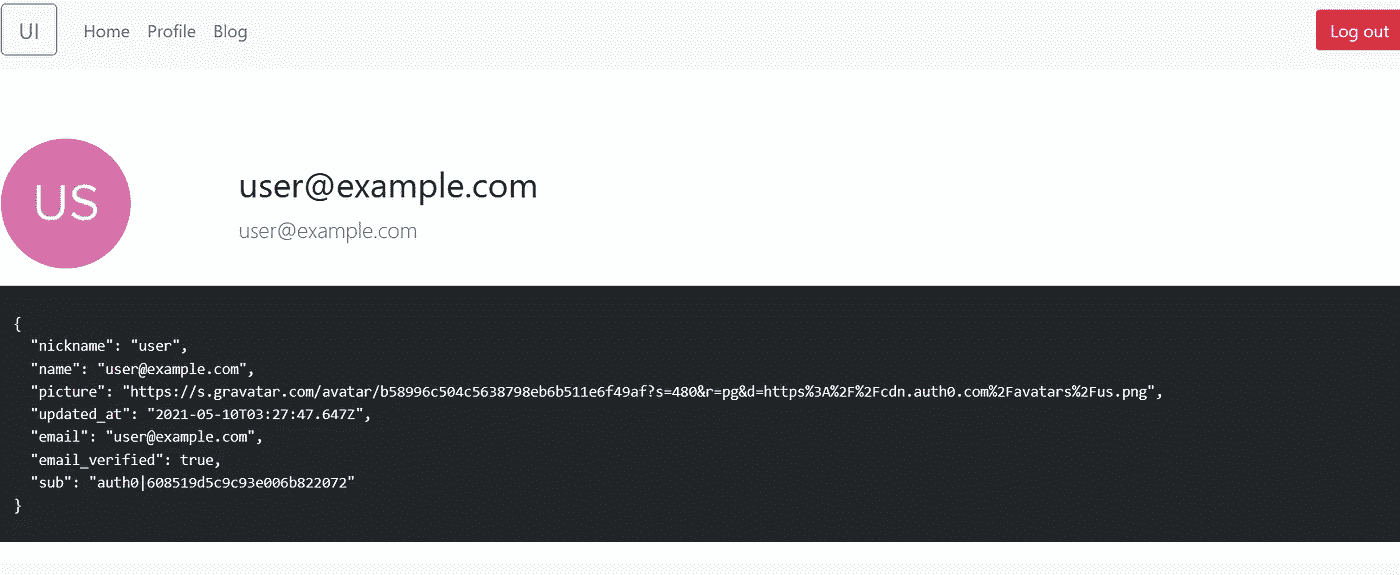 UI Home Profile Blog Log out
US
user@example.com
user@example.com
{
"nickname": "user",
"name": "user@example.com",
"picture": "https://s.gravatar.com/avatar/b58996c504c5638798eb6b511e6f49af?s=480&r=pg&d=https%3A%2F%2Fcdn.auth0.com%2Favatars%2Fus.png",
"updated_at": "2021-05-10T03:27:47.647Z",
"email": "user@example.com",
"email_verified": true,
"sub": "auth0|608519d5c9c93e006b822072"
}